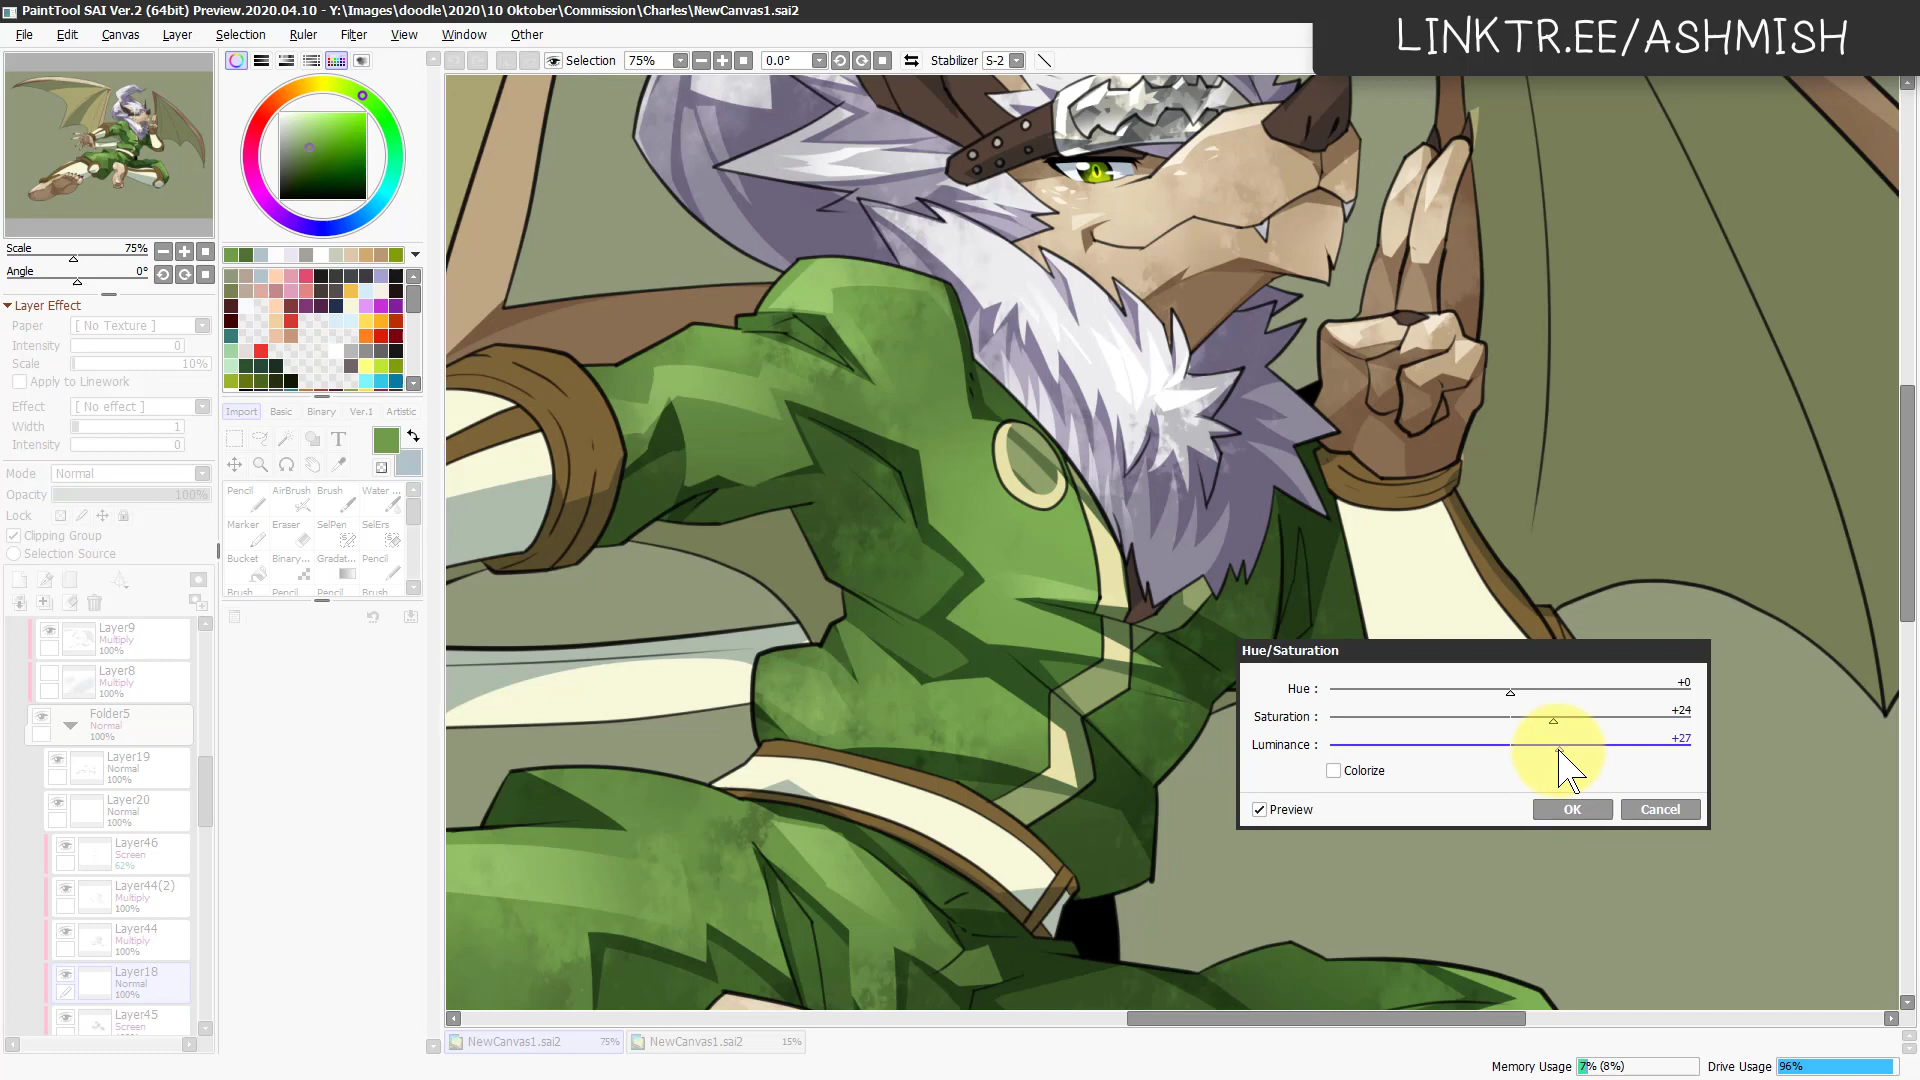 PaintTool SAI Ver.2 (64bit) Preview.2020.04.10 - Y:\Images\doodle\2020\10 Oktober\Commission\Charles\NewCanvas1.sai2
LINKTR.EE/ASHMISH
File Edit Canvas Layer Selection Ruler Filter View Window Other
Selection 75% 0.0° Stabilizer S-2
Scale 75%
Angle 0°
Layer Effect
Paper [ No Texture ]
Intensity 0
Scale 10%
Apply to Linework
Effect [ No effect ]
Width 1
Intensity 0
Mode Normal
Opacity 100%
Lock
Clipping Group
Selection Source
Import Basic Binary Ver.1 Artistic
T
Pencil AirBrush Brush Water ...
Marker Eraser SelPen SelErs
Bucket Binary... Gradat... Pencil
Brush Pencil Pencil Brush
Layer9
Multiply
100%
Layer8
Multiply
100%
Folder5
Normal
100%
Layer19
Normal
100%
Layer20
Normal
100%
Layer46
Screen
62%
Layer44(2)
Multiply
100%
Layer44
Multiply
100%
Layer18
Normal
100%
Layer45
Screen
100%
Hue/Saturation
Hue : +0
Saturation : +24
Luminance : +27
Colorize
Preview OK Cancel
NewCanvas1.sai2 75% NewCanvas1.sai2 15%
Memory Usage 7% (8%) Drive Usage 96%